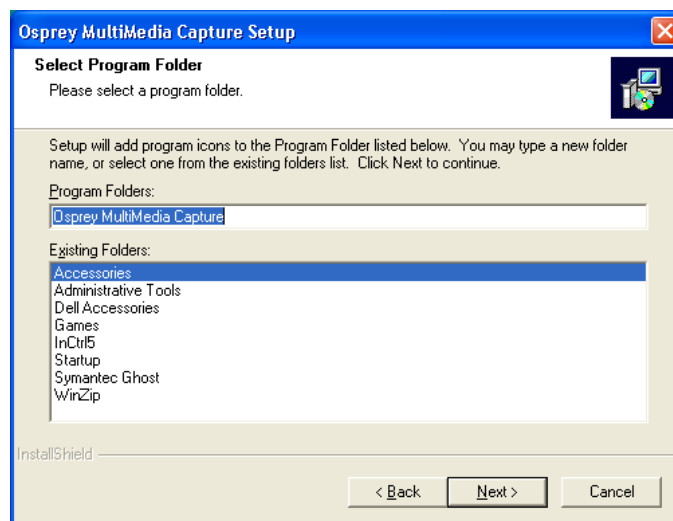 Osprey MultiMedia Capture Setup
Select Program Folder
Please select a program folder.
Setup will add program icons to the Program Folder listed below. You may type a new folder
name, or select one from the existing folders list. Click Next to continue.
Program Folders:
Osprey MultiMedia Capture
Existing Folders:
Accessories
Administrative Tools
Dell Accessories
Games
InCtrl5
Startup
Symantec Ghost
WinZip
InstallShield
< Back Next > Cancel